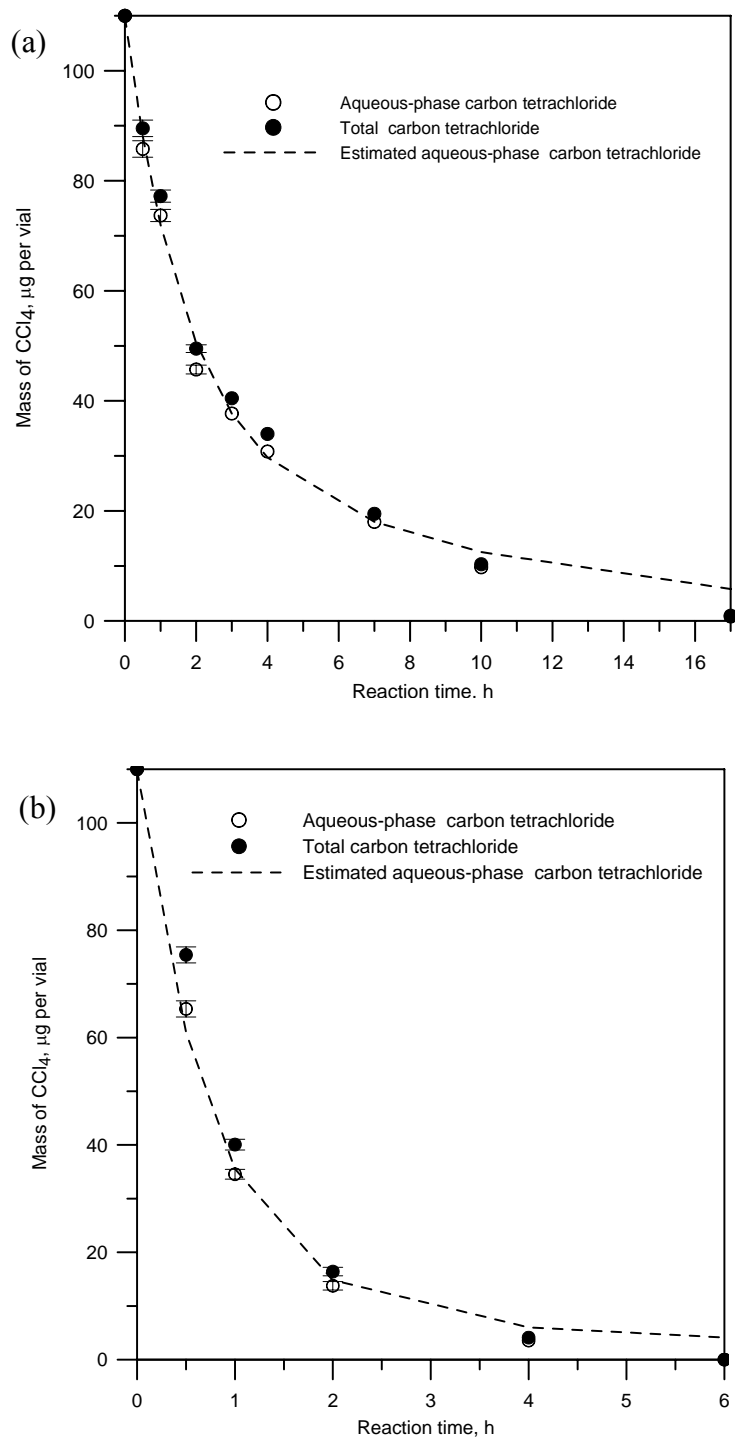 (a)
100
80
60
40
20
0
Mass of CCl4, μg per vial
Aqueous-phase carbon tetrachloride
Total carbon tetrachloride
Estimated aqueous-phase carbon tetrachloride
0 2 4 6 8 10 12 14 16
Reaction time. h
(b)
100
80
60
40
20
0
Mass of CCl4, μg per vial
Aqueous-phase carbon tetrachloride
Total carbon tetrachloride
Estimated aqueous-phase carbon tetrachloride
0 1 2 3 4 5 6
Reaction time, h